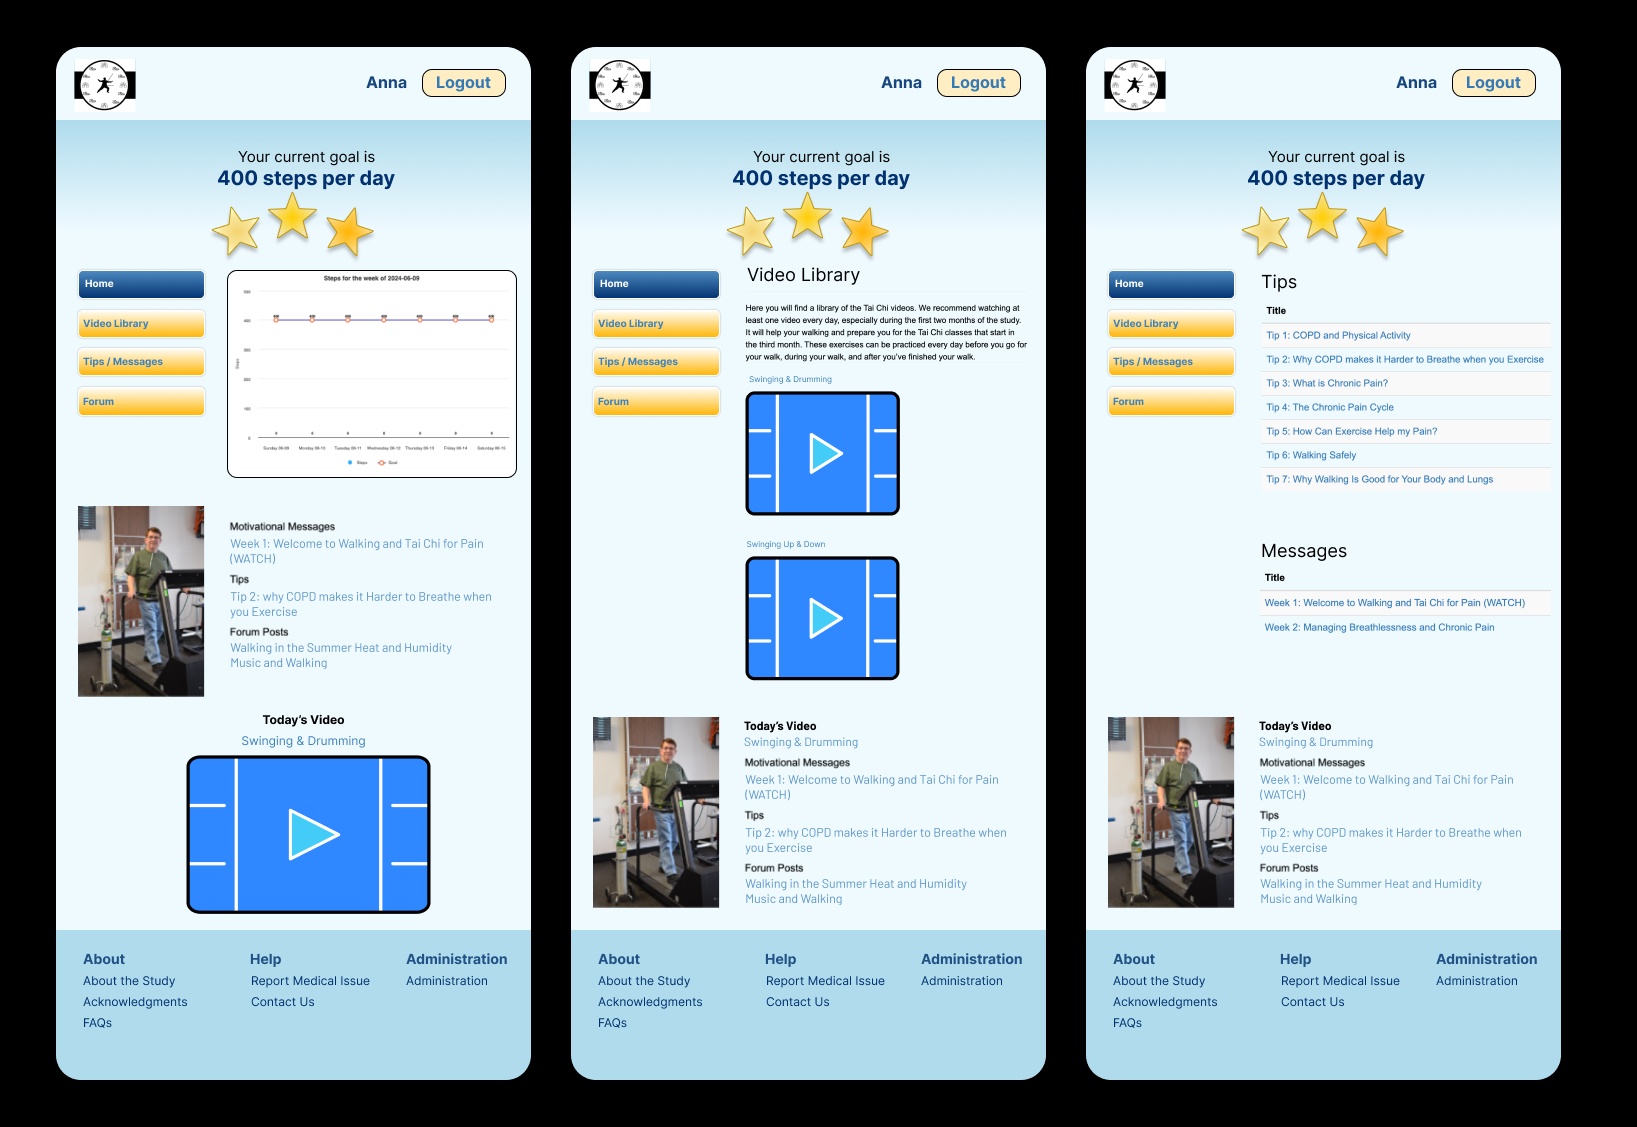 Anna
Logout
Your current goal is
400 steps per day
Home
Video Library
Tips / Messages
Forum
Steps for the week of 2024-06-09
Steps
Sunday 06-09
Monday 06-10
Tuesday 06-11
Wednesday 06-12
Thursday 06-13
Friday 06-14
Saturday 06-15
Steps
Goal
Motivational Messages
Week 1: Welcome to Walking and Tai Chi for Pain
(WATCH)
Tips
Tip 2: why COPD makes it Harder to Breathe when
you Exercise
Forum Posts
Walking in the Summer Heat and Humidity
Music and Walking
Today's Video
Swinging & Drumming
About
About the Study
Acknowledgments
FAQs
Help
Report Medical Issue
Contact Us
Administration
Administration
Anna
Logout
Your current goal is
400 steps per day
Home
Video Library
Tips / Messages
Forum
Video Library
Here you will find a library of the Tai Chi videos. We recommend watching at
least one video every day, especially during the first two months of the study.
It will help your walking and prepare you for the Tai Chi classes that start in
the third month. These exercises can be practiced every day before you go for
your walk, during your walk, and after you've finished your walk.
Swinging & Drumming
Swinging Up & Down
Today's Video
Swinging & Drumming
Motivational Messages
Week 1: Welcome to Walking and Tai Chi for Pain
(WATCH)
Tips
Tip 2: why COPD makes it Harder to Breathe when
you Exercise
Forum Posts
Walking in the Summer Heat and Humidity
Music and Walking
About
About the Study
Acknowledgments
FAQs
Help
Report Medical Issue
Contact Us
Administration
Administration
Anna
Logout
Your current goal is
400 steps per day
Home
Video Library
Tips / Messages
Forum
Tips
Title
Tip 1: COPD and Physical Activity
Tip 2: Why COPD makes it Harder to Breathe when you Exercise
Tip 3: What is Chronic Pain?
Tip 4: The Chronic Pain Cycle
Tip 5: How Can Exercise Help my Pain?
Tip 6: Walking Safely
Tip 7: Why Walking Is Good for Your Body and Lungs
Messages
Title
Week 1: Welcome to Walking and Tai Chi for Pain (WATCH)
Week 2: Managing Breathlessness and Chronic Pain
Today's Video
Swinging & Drumming
Motivational Messages
Week 1: Welcome to Walking and Tai Chi for Pain
(WATCH)
Tips
Tip 2: why COPD makes it Harder to Breathe when
you Exercise
Forum Posts
Walking in the Summer Heat and Humidity
Music and Walking
About
About the Study
Acknowledgments
FAQs
Help
Report Medical Issue
Contact Us
Administration
Administration